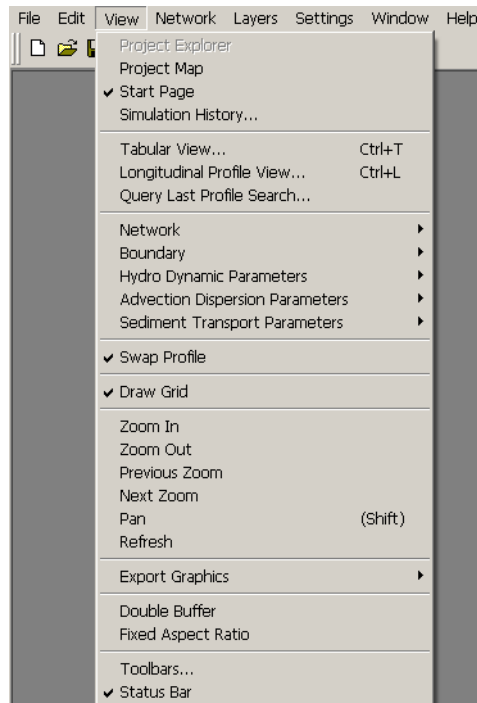 File Edit View Network Layers Settings Window Help
Project Explorer
Project Map
Start Page
Simulation History...
Tabular View... Ctrl+T
Longitudinal Profile View... Ctrl+L
Query Last Profile Search...
Network
Boundary
Hydro Dynamic Parameters
Advection Dispersion Parameters
Sediment Transport Parameters
Swap Profile
Draw Grid
Zoom In
Zoom Out
Previous Zoom
Next Zoom
Pan (Shift)
Refresh
Export Graphics
Double Buffer
Fixed Aspect Ratio
Toolbars...
Status Bar